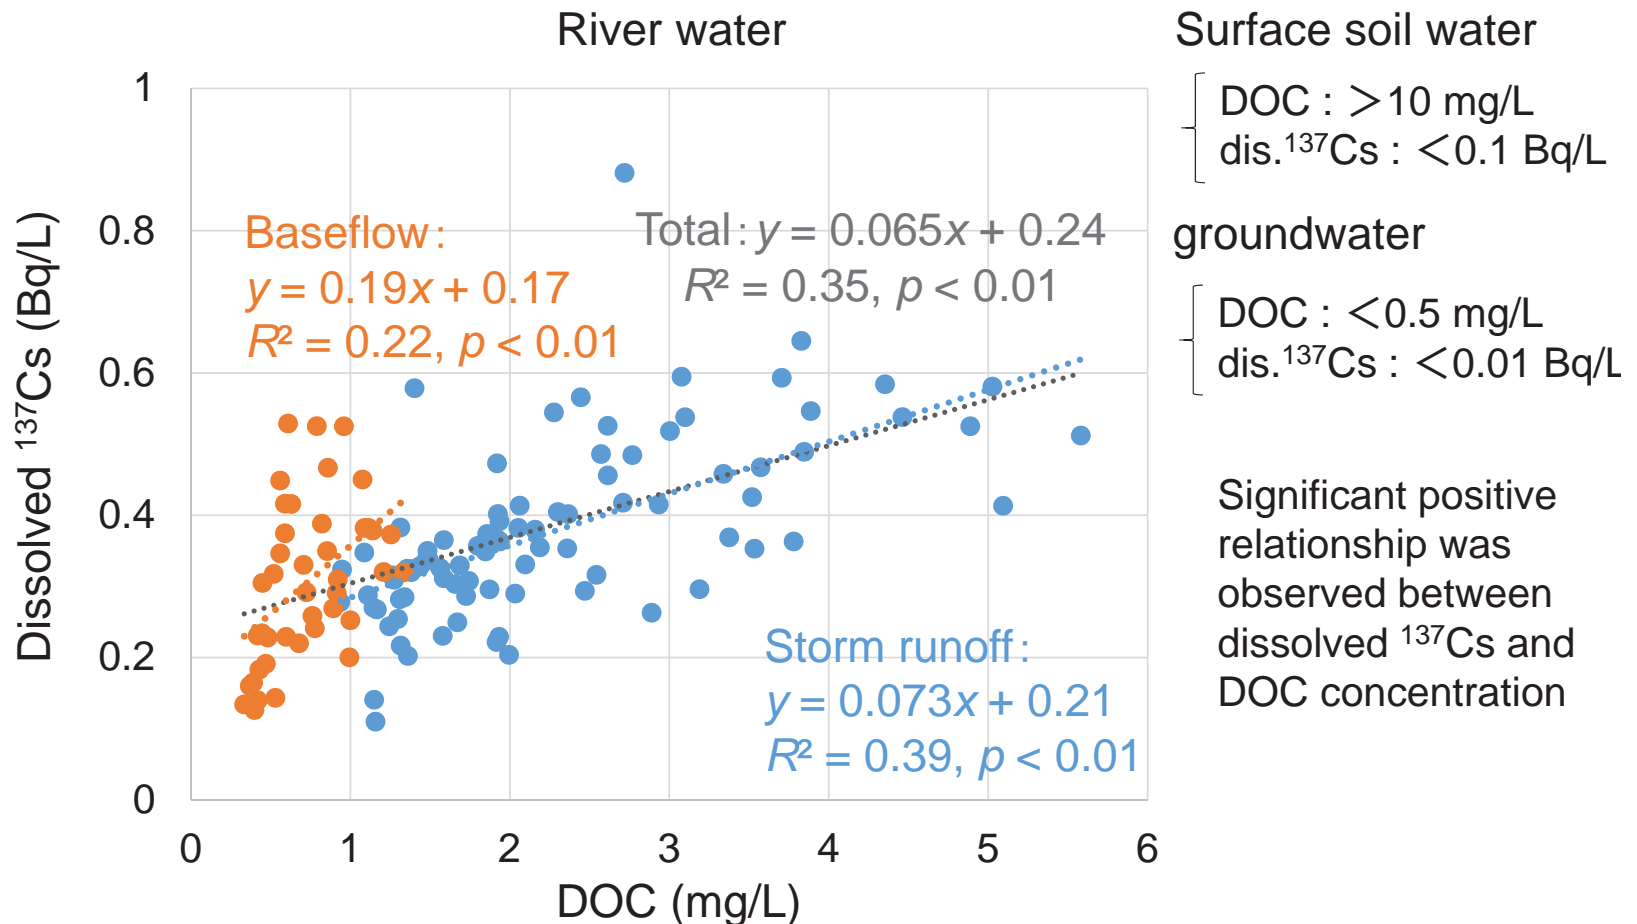 River water
Surface soil water
DOC : ＞10 mg/L
dis.¹³⁷Cs : ＜0.1 Bq/L
groundwater
DOC : ＜0.5 mg/L
dis.¹³⁷Cs : ＜0.01 Bq/L
Significant positive
relationship was
observed between
dissolved ¹³⁷Cs and
DOC concentration
Dissolved ¹³⁷Cs (Bq/L)
1
0.8
0.6
0.4
0.2
0
Baseflow：
y = 0.19x + 0.17
R² = 0.22, p < 0.01
Total：y = 0.065x + 0.24
R² = 0.35, p < 0.01
Storm runoff：
y = 0.073x + 0.21
R² = 0.39, p < 0.01
0 1 2 3 4 5 6
DOC (mg/L)